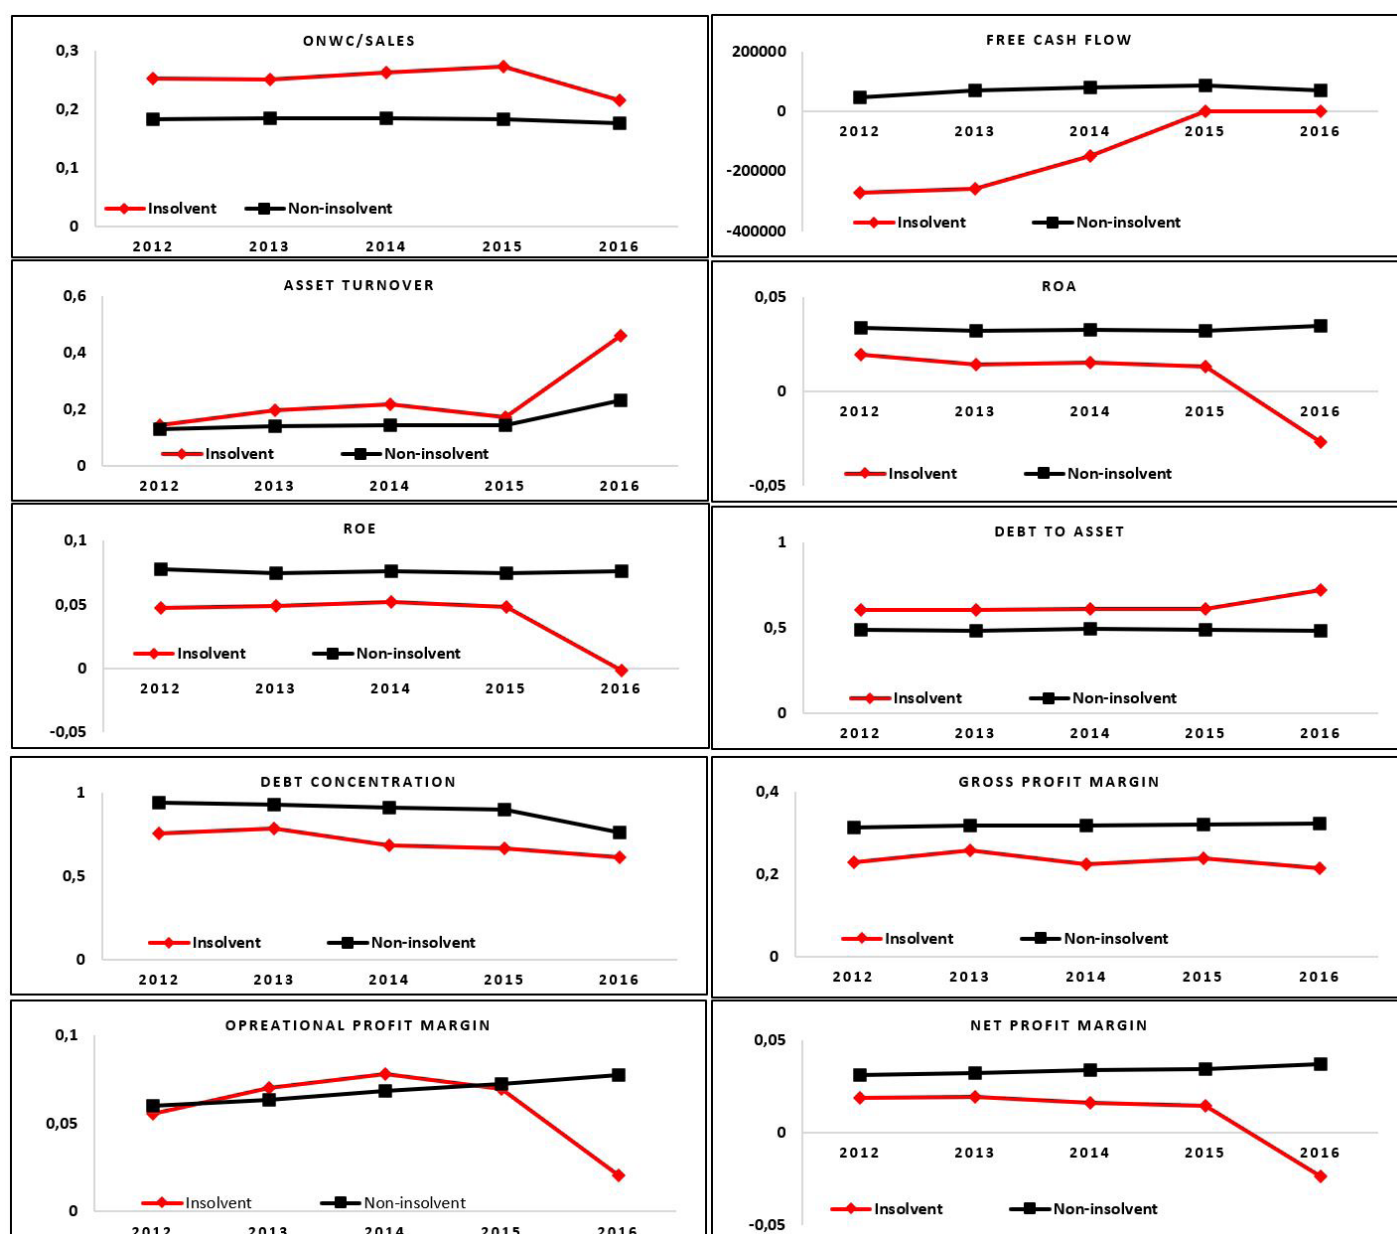 ONWC/SALES
0,3
0,2
0,1
0
Insolvent Non-insolvent
2012 2013 2014 2015 2016
FREE CASH FLOW
200000
0
-200000
-400000
2012 2013 2014 2015 2016
Insolvent Non-insolvent
ASSET TURNOVER
0,6
0,4
0,2
0
Insolvent Non-insolvent
2012 2013 2014 2015 2016
ROA
0,05
0
-0,05
2012 2013 2014 2015 2016
Insolvent Non-insolvent
ROE
0,1
0,05
0
-0,05
Insolvent Non-insolvent
2012 2013 2014 2015 2016
DEBT TO ASSET
1
0,5
0
Insolvent Non-insolvent
2012 2013 2014 2015 2016
DEBT CONCENTRATION
1
0,5
0
Insolvent Non-insolvent
2012 2013 2014 2015 2016
GROSS PROFIT MARGIN
0,4
0,2
0
Insolvent Non-insolvent
2012 2013 2014 2015 2016
OPREATIONAL PROFIT MARGIN
0,1
0,05
0
Insolvent Non-insolvent
2012 2013 2014 2015 2016
NET PROFIT MARGIN
0,05
0
-0,05
2012 2013 2014 2015 2016
Insolvent Non-insolvent